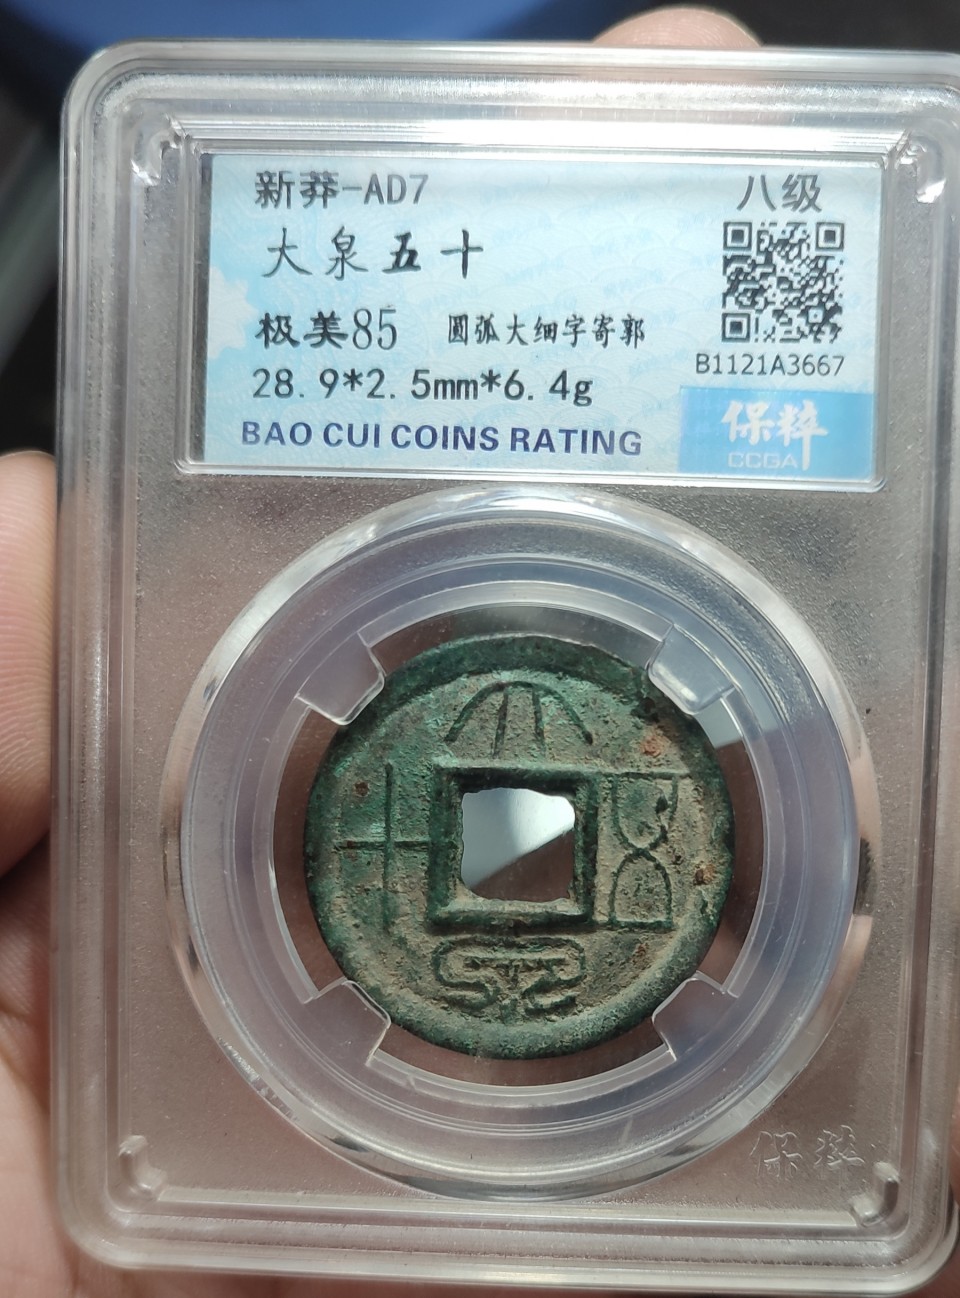 新莽-AD7
八级
大泉五十
极美85 圆弧大细字寄郭
B1121A3667
28.9*2.5mm*6.4g
BAO CUI COINS RATING
保粹
CCGA
大
十 五
泉
保粹